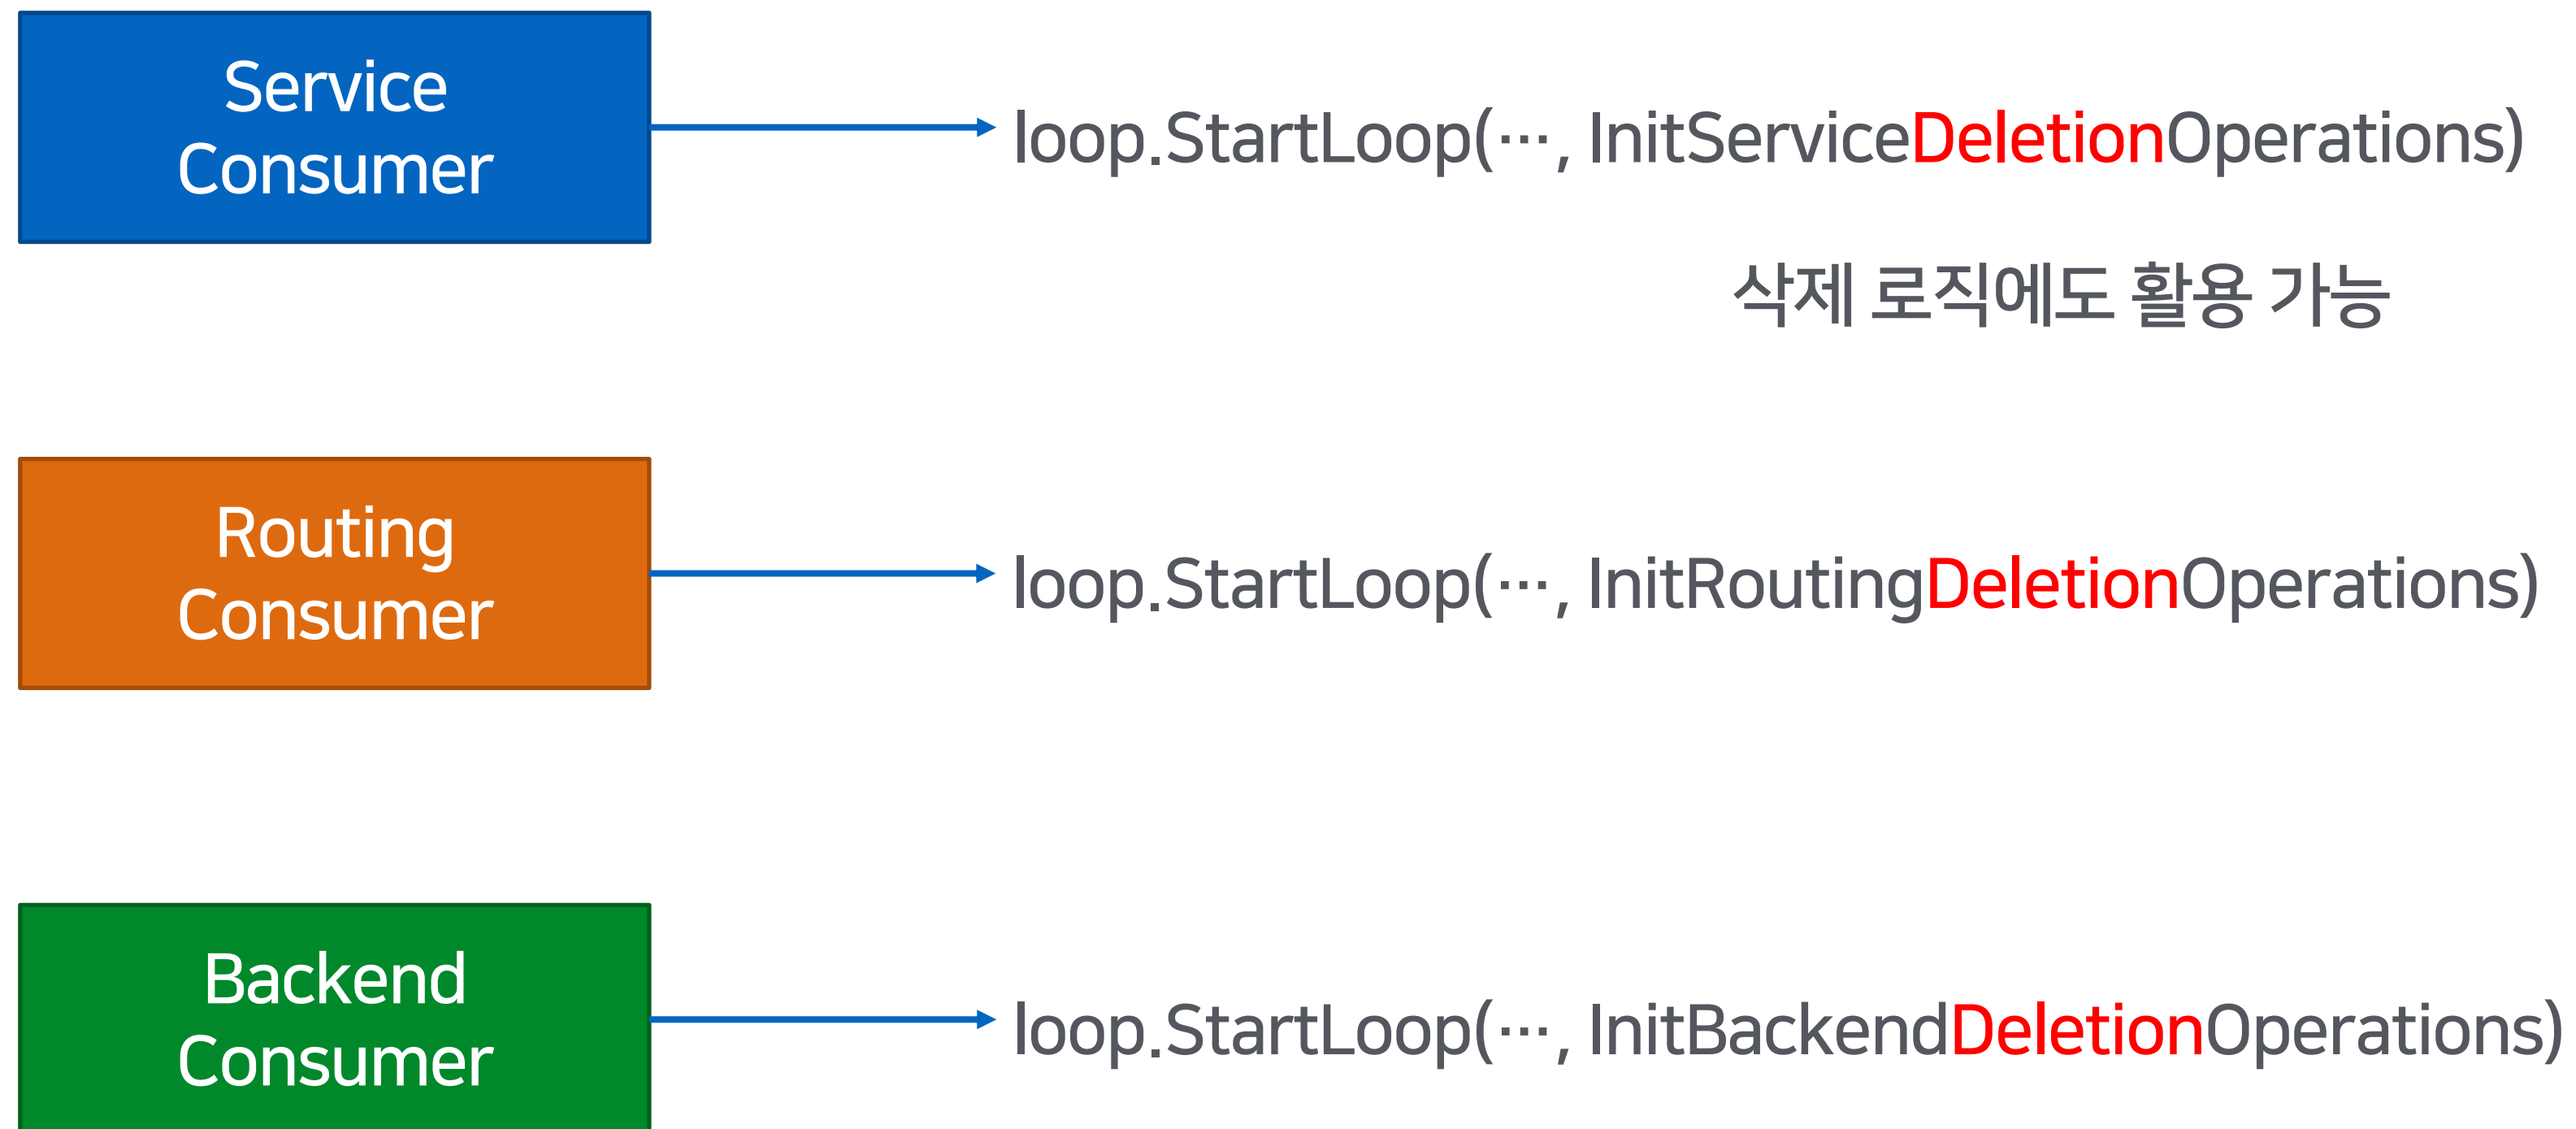 Service
Consumer
loop.StartLoop(⋯, InitServiceDeletionOperations)
삭제 로직에도 활용 가능
Routing
Consumer
loop.StartLoop(⋯, InitRoutingDeletionOperations)
Backend
Consumer
loop.StartLoop(⋯, InitBackendDeletionOperations)